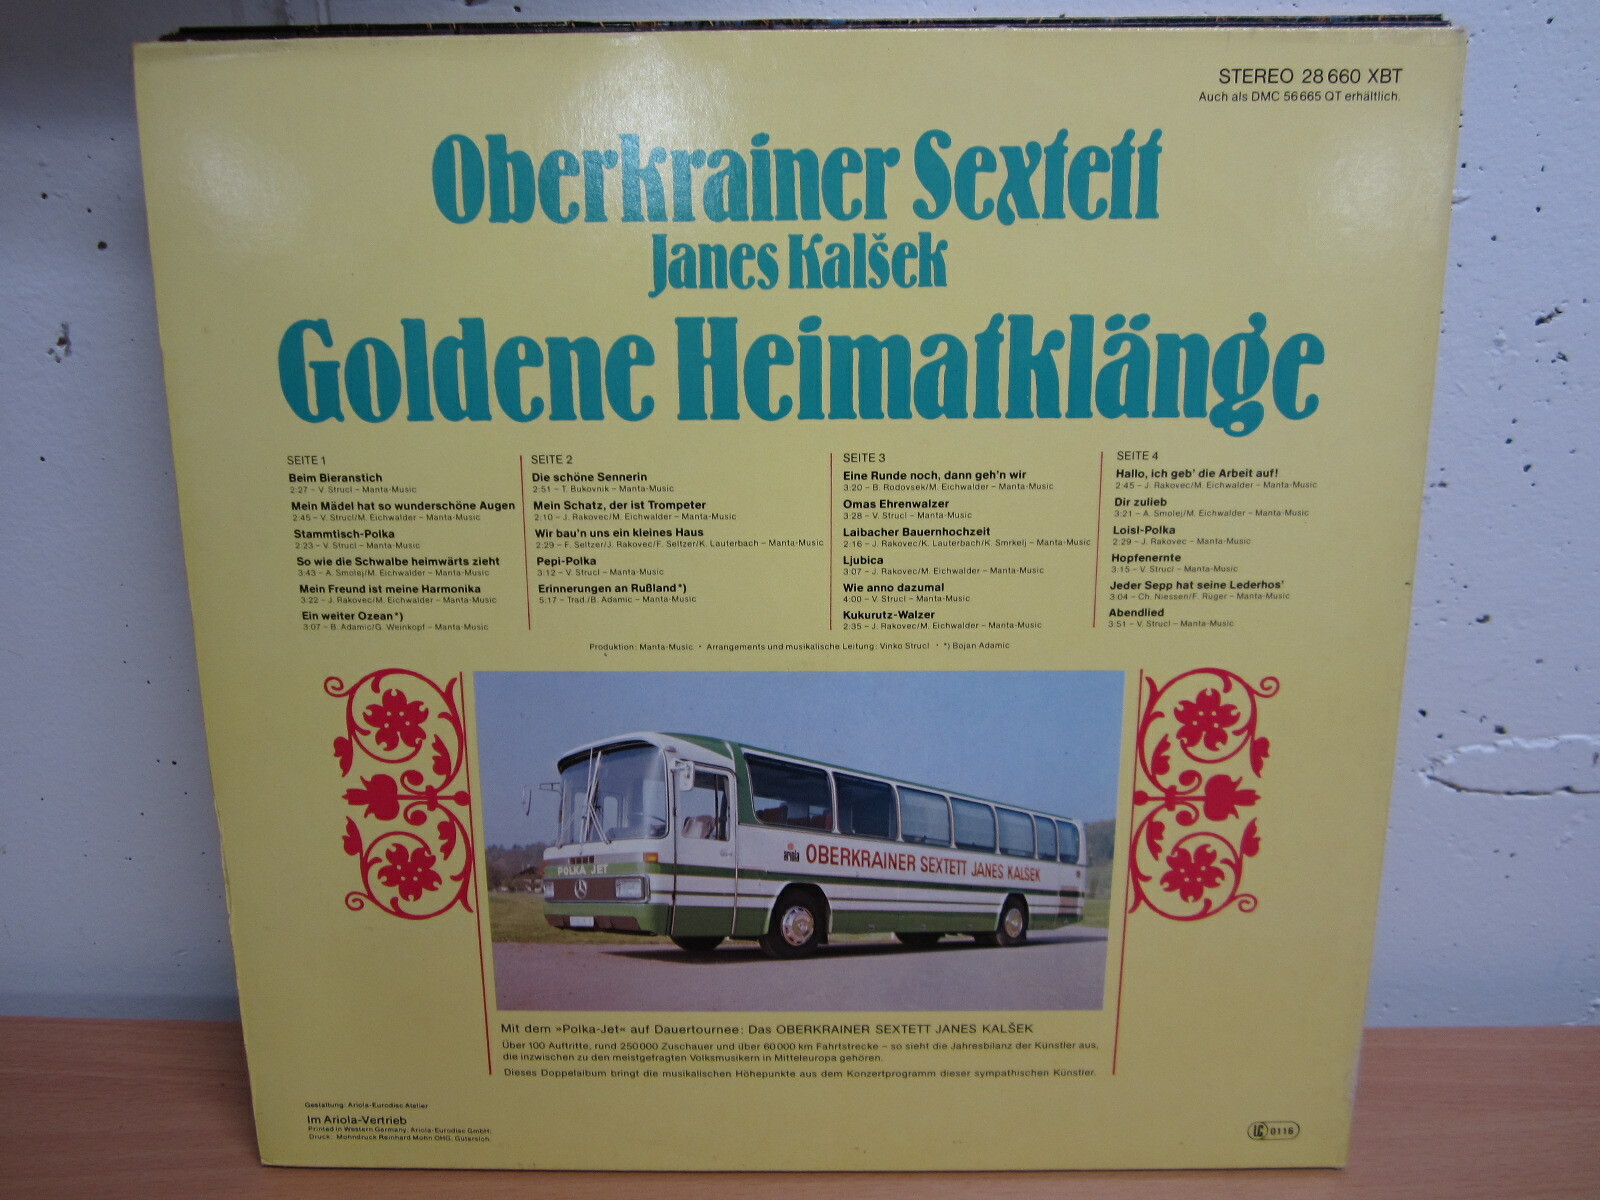 STEREO 28 660 XBT
Auch als DMC 56 665 QT erhältlich.
Oberkrainer Sextett
Janes Kalšek
Goldene Heimatklänge
SEITE 1
Beim Bieranstich
2:27 – V. Strucl – Manta-Music
Mein Mädel hat so wunderschöne Augen
2:45 – V. Strucl/M. Eichwalder – Manta-Music
Stammtisch-Polka
2:23 – V. Strucl – Manta-Music
So wie die Schwalbe heimwärts zieht
3:43 – A. Smolej/M. Eichwalder – Manta-Music
Mein Freund ist meine Harmonika
3:22 – J. Rakovec/M. Eichwalder – Manta-Music
Ein weiter Ozean*)
3:07 – B. Adamic/G. Weinkopf – Manta-Music
SEITE 2
Die schöne Sennerin
2:51 – T. Bukovnik – Manta-Music
Mein Schatz, der ist Trompeter
2:10 – J. Rakovec/M. Eichwalder – Manta-Music
Wir bau'n uns ein kleines Haus
2:29 – F. Seltzer/J. Rakovec/F. Seltzer/K. Lauterbach – Manta-Music
Pepi-Polka
3:12 – V. Strucl – Manta-Music
Erinnerungen an Rußland*)
5:17 – Trad./B. Adamic – Manta-Music
SEITE 3
Eine Runde noch, dann geh'n wir
3:20 – B. Rodovsek/M. Eichwalder – Manta-Music
Omas Ehrenwalzer
3:28 – V. Strucl – Manta-Music
Laibacher Bauernhochzeit
2:16 – J. Rakovec/K. Lauterbach/K. Smrkelj – Manta-Music
Ljubica
3:07 – J. Rakovec/M. Eichwalder – Manta-Music
Wie anno dazumal
4:00 – V. Strucl – Manta-Music
Kukurutz-Walzer
2:35 – J. Rakovec/M. Eichwalder – Manta-Music
SEITE 4
Hallo, ich geb' die Arbeit auf!
2:45 – J. Rakovec/M. Eichwalder – Manta-Music
Dir zulieb
3:21 – A. Smolej/M. Eichwalder – Manta-Music
Loisl-Polka
2:29 – J. Rakovec – Manta-Music
Hopfenernte
3:15 – V. Strucl – Manta-Music
Jeder Sepp hat seine Lederhos'
3:04 – Ch. Niessen/F. Rüger – Manta-Music
Abendlied
3:51 – V. Strucl – Manta-Music
Produktion: Manta-Music · Arrangements und musikalische Leitung: Vinko Strucl · *) Bojan Adamic
POLKA JET
ariola OBERKRAINER SEXTETT JANES KALSEK
Mit dem »Polka-Jet« auf Dauertournee: Das OBERKRAINER SEXTETT JANES KALŠEK
Über 100 Auftritte, rund 250 000 Zuschauer und über 60 000 km Fahrtstrecke – so sieht die Jahresbilanz der Künstler aus,
die inzwischen zu den meistgefragten Volksmusikern in Mitteleuropa gehören.
Dieses Doppelalbum bringt die musikalischen Höhepunkte aus dem Konzertprogramm dieser sympathischen Künstler.
Gestaltung: Ariola-Eurodisc Atelier
Im Ariola-Vertrieb
Printed in Western Germany, Ariola-Eurodisc GmbH,
Druck: Mohndruck Reinhard Mohn OHG, Gütersloh.
LC 0116